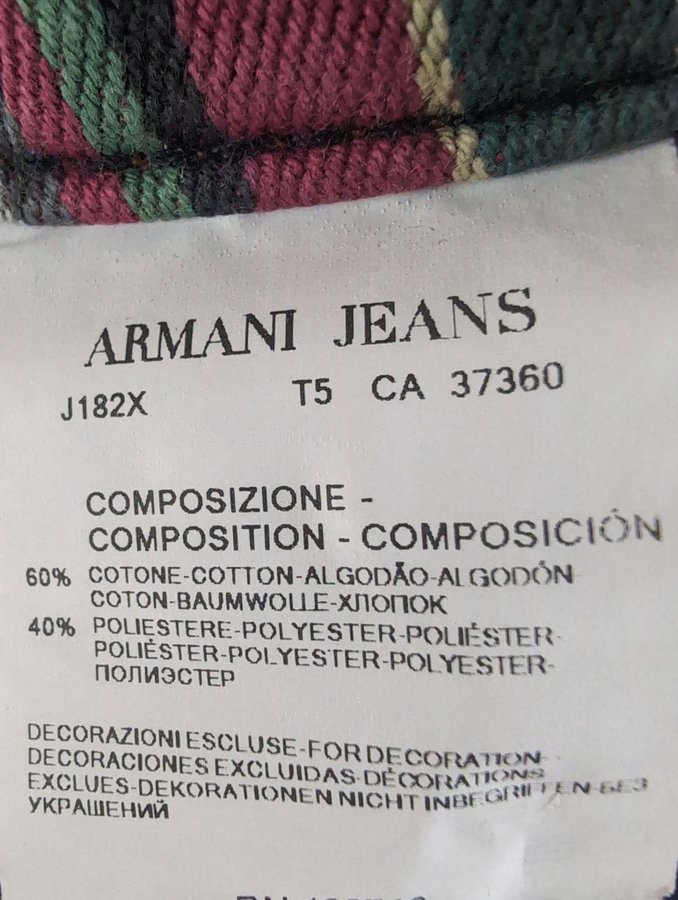 ARMANI JEANS
J182X T5 CA 37360
COMPOSIZIONE -
COMPOSITION - COMPOSICIÓN
60% COTONE-COTTON-ALGODÃO-ALGODÓN
COTON-BAUMWOLLE-ХЛОПОК
40% POLIESTERE-POLYESTER-POLIÉSTER-
POLIÉSTER-POLYESTER-POLYESTER-
ПОЛИЭСТЕР
DECORAZIONI ESCLUSE-FOR DECORATION-
DECORACIONES EXCLUIDAS-DÉCORATIONS
EXCLUES-DEKORATIONEN NICHT INBEGRIFFEN-БЕЗ
УКРАШЕНИЙ